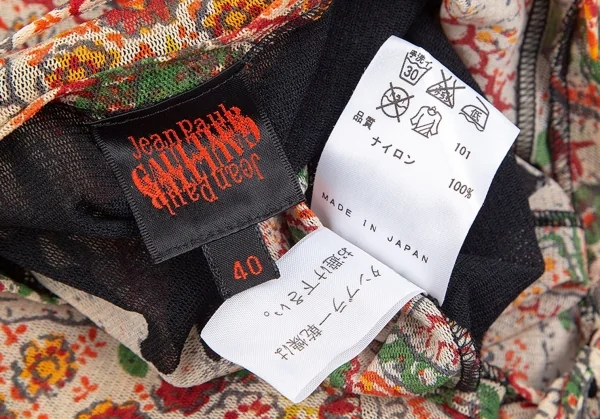 Jean Paul
GAULTIER
Jean Paul
40
手洗イ
30
品質
101
ナイロン
100%
MADE IN JAPAN
タンブラー乾燥は
お避け下さい。